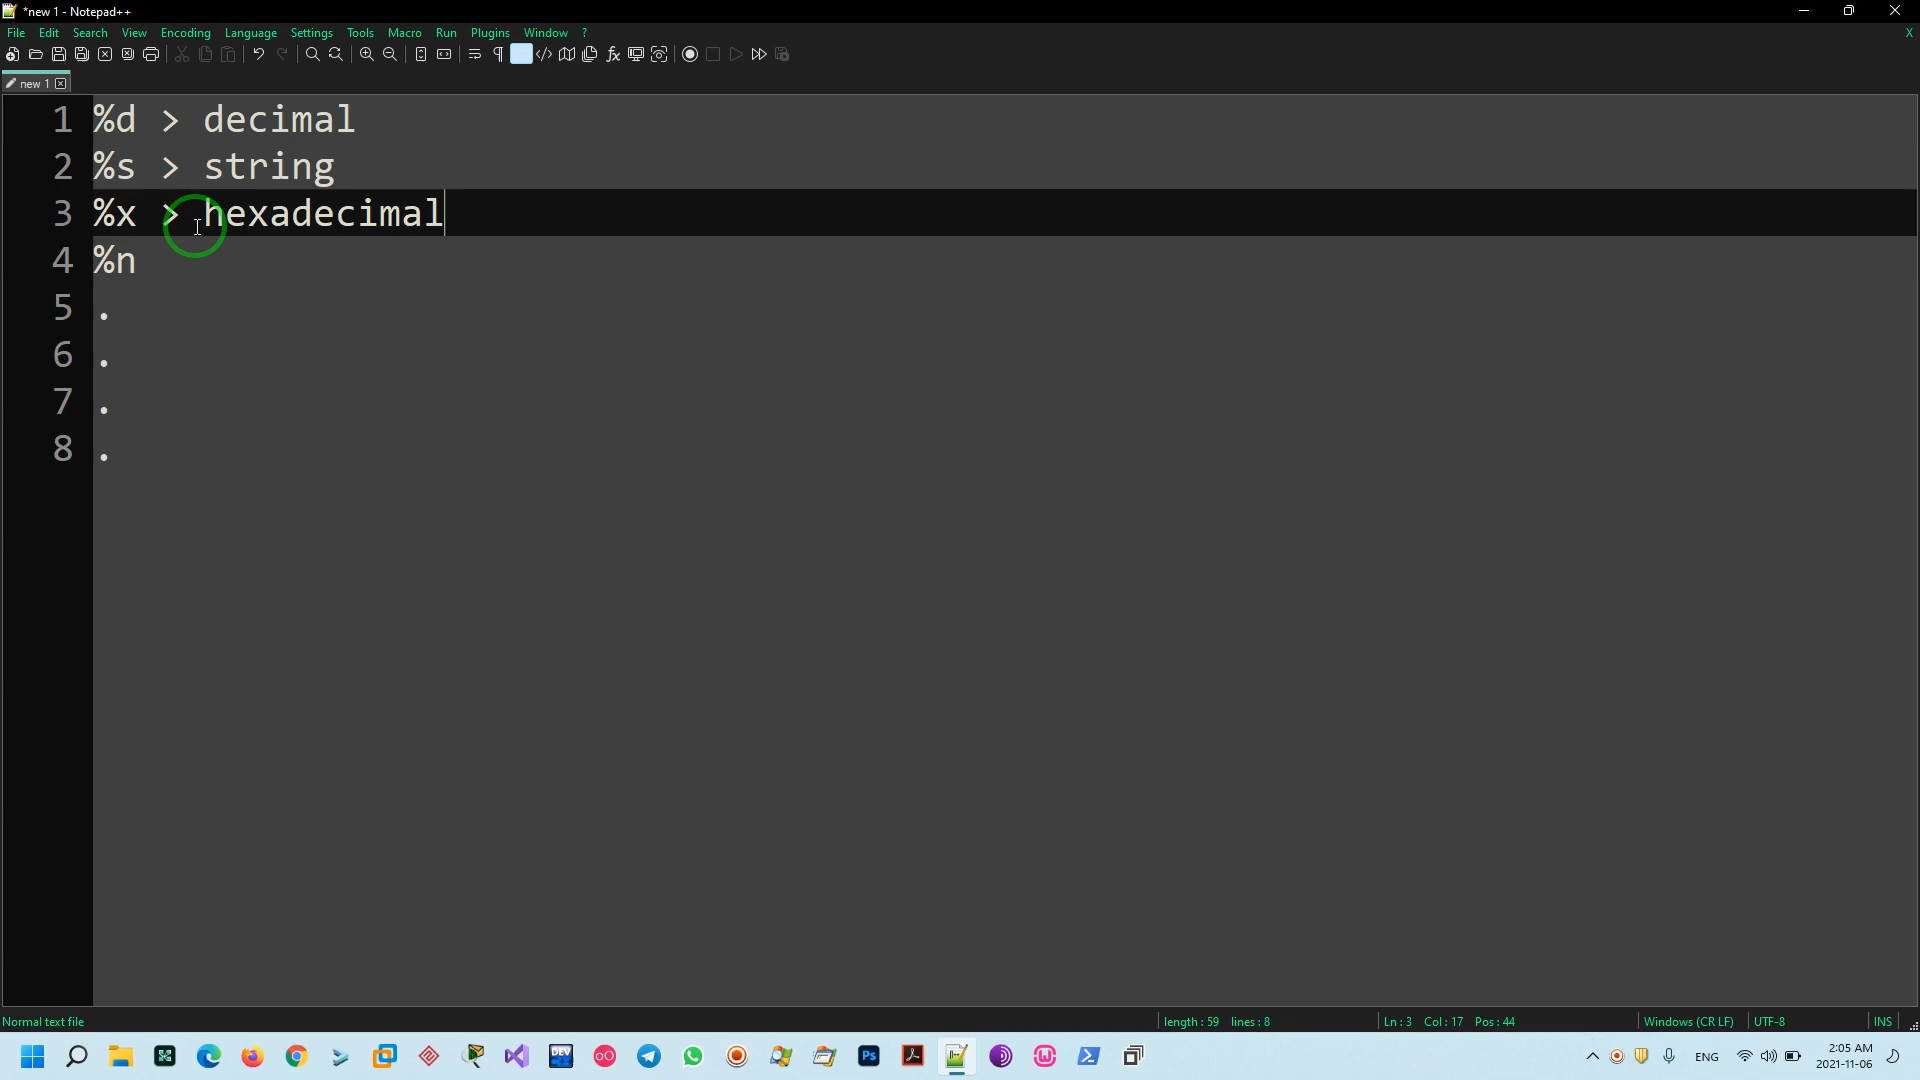 *new 1 - Notepad++
File Edit Search View Encoding Language Settings Tools Macro Run Plugins Window ? X
new 1
1 %d > decimal
2 %s > string
3 %x > hexadecimal
4 %n
5 .
6 .
7 .
8 .
Normal text file length : 59 lines : 8 Ln : 3 Col : 17 Pos : 44 Windows (CR LF) UTF-8 INS
DEV Ps ENG 2:05 AM
2021-11-06